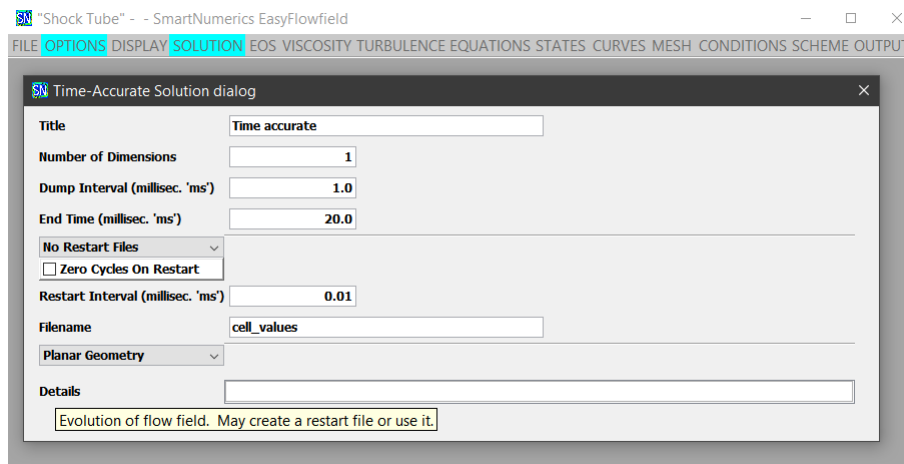 SN "Shock Tube" - - SmartNumerics EasyFlowfield
FILE OPTIONS DISPLAY SOLUTION EOS VISCOSITY TURBULENCE EQUATIONS STATES CURVES MESH CONDITIONS SCHEME OUTPUT
SN Time-Accurate Solution dialog
Title Time accurate
Number of Dimensions 1
Dump Interval (millisec. 'ms') 1.0
End Time (millisec. 'ms') 20.0
No Restart Files
Zero Cycles On Restart
Restart Interval (millisec. 'ms') 0.01
Filename cell_values
Planar Geometry
Details
Evolution of flow field. May create a restart file or use it.